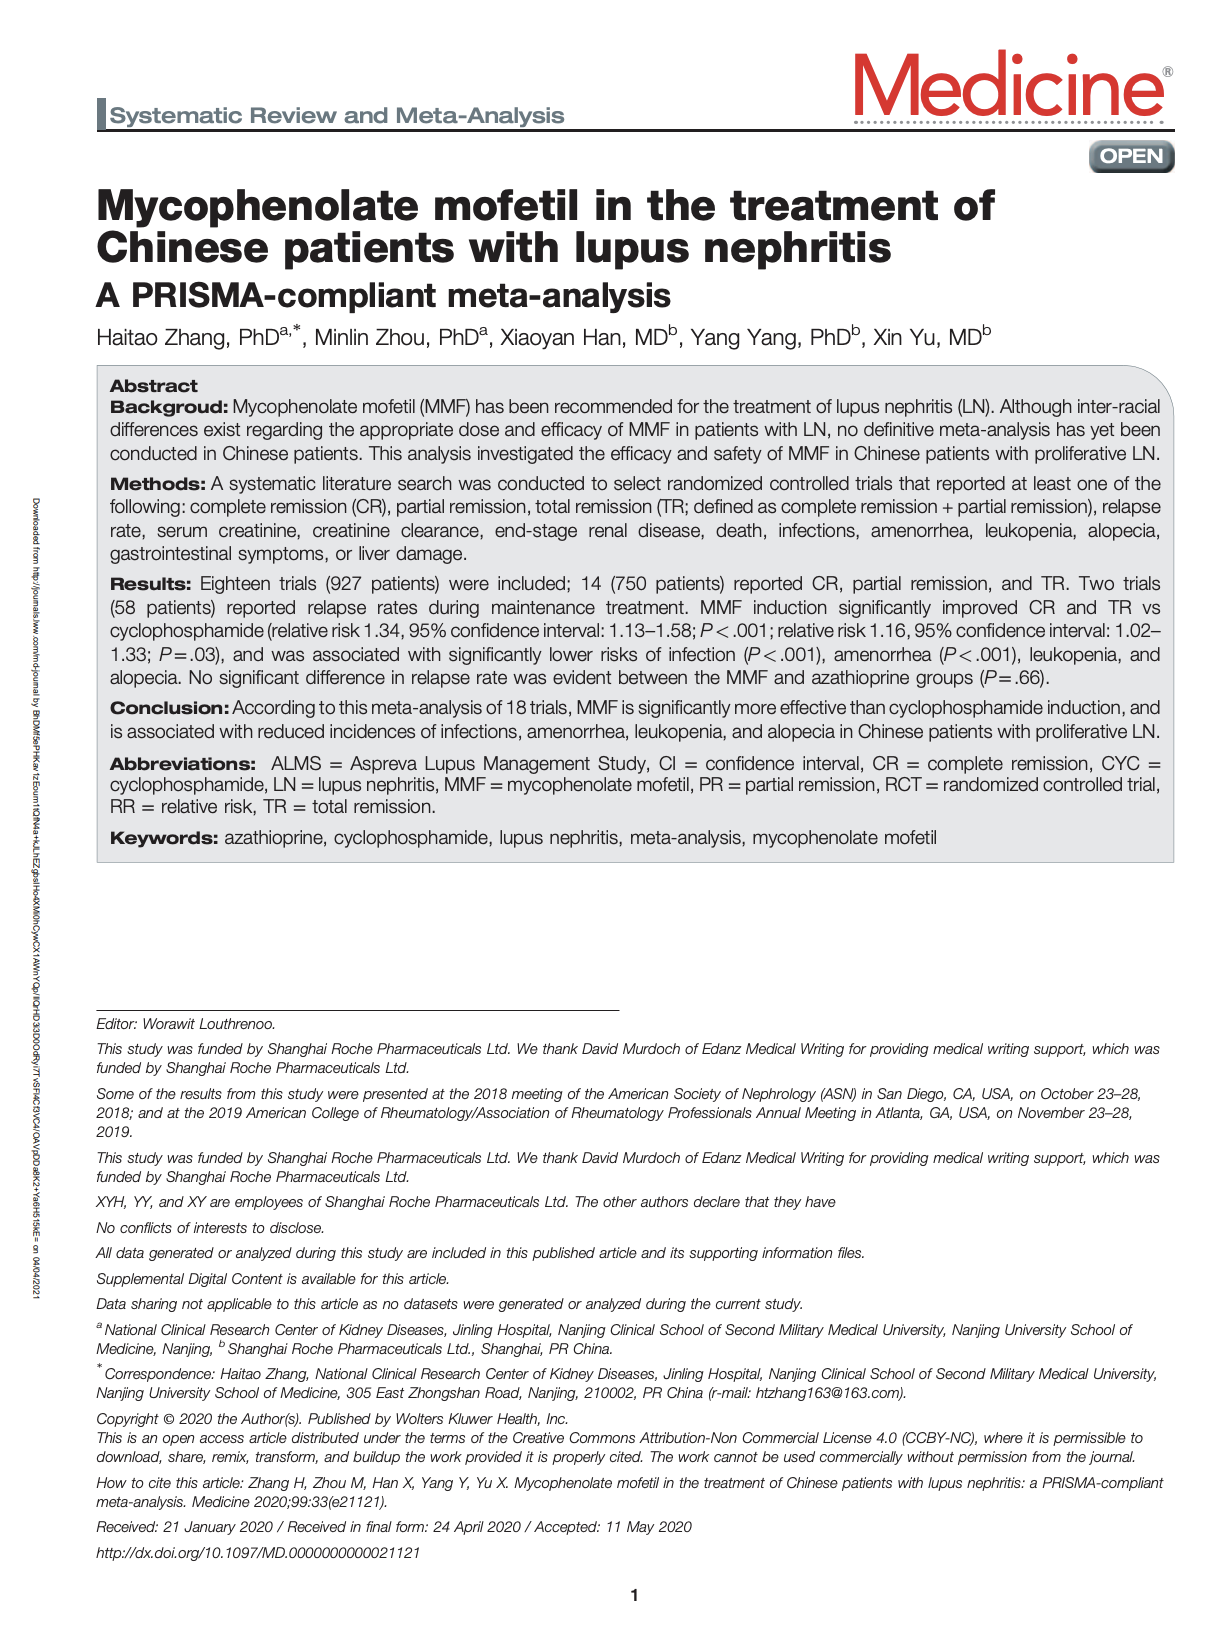 Systematic Review and Meta-Analysis
Medicine®
OPEN
Mycophenolate mofetil in the treatment of
Chinese patients with lupus nephritis
A PRISMA-compliant meta-analysis
Haitao Zhang, PhDa,*, Minlin Zhou, PhDa, Xiaoyan Han, MDb, Yang Yang, PhDb, Xin Yu, MDb
Abstract
Backgroud: Mycophenolate mofetil (MMF) has been recommended for the treatment of lupus nephritis (LN). Although inter-racial
differences exist regarding the appropriate dose and efficacy of MMF in patients with LN, no definitive meta-analysis has yet been
conducted in Chinese patients. This analysis investigated the efficacy and safety of MMF in Chinese patients with proliferative LN.
Methods: A systematic literature search was conducted to select randomized controlled trials that reported at least one of the
following: complete remission (CR), partial remission, total remission (TR; defined as complete remission + partial remission), relapse
rate, serum creatinine, creatinine clearance, end-stage renal disease, death, infections, amenorrhea, leukopenia, alopecia,
gastrointestinal symptoms, or liver damage.
Results: Eighteen trials (927 patients) were included; 14 (750 patients) reported CR, partial remission, and TR. Two trials
(58 patients) reported relapse rates during maintenance treatment. MMF induction significantly improved CR and TR vs
cyclophosphamide (relative risk 1.34, 95% confidence interval: 1.13–1.58; P < .001; relative risk 1.16, 95% confidence interval: 1.02–
1.33; P = .03), and was associated with significantly lower risks of infection (P < .001), amenorrhea (P < .001), leukopenia, and
alopecia. No significant difference in relapse rate was evident between the MMF and azathioprine groups (P = .66).
Conclusion: According to this meta-analysis of 18 trials, MMF is significantly more effective than cyclophosphamide induction, and
is associated with reduced incidences of infections, amenorrhea, leukopenia, and alopecia in Chinese patients with proliferative LN.
Abbreviations: ALMS = Aspreva Lupus Management Study, CI = confidence interval, CR = complete remission, CYC =
cyclophosphamide, LN = lupus nephritis, MMF = mycophenolate mofetil, PR = partial remission, RCT = randomized controlled trial,
RR = relative risk, TR = total remission.
Keywords: azathioprine, cyclophosphamide, lupus nephritis, meta-analysis, mycophenolate mofetil
Editor: Worawit Louthrenoo.
This study was funded by Shanghai Roche Pharmaceuticals Ltd. We thank David Murdoch of Edanz Medical Writing for providing medical writing support, which was
funded by Shanghai Roche Pharmaceuticals Ltd.
Some of the results from this study were presented at the 2018 meeting of the American Society of Nephrology (ASN) in San Diego, CA, USA, on October 23–28,
2018; and at the 2019 American College of Rheumatology/Association of Rheumatology Professionals Annual Meeting in Atlanta, GA, USA, on November 23–28,
2019.
This study was funded by Shanghai Roche Pharmaceuticals Ltd. We thank David Murdoch of Edanz Medical Writing for providing medical writing support, which was
funded by Shanghai Roche Pharmaceuticals Ltd.
XYH, YY, and XY are employees of Shanghai Roche Pharmaceuticals Ltd. The other authors declare that they have
No conflicts of interests to disclose.
All data generated or analyzed during this study are included in this published article and its supporting information files.
Supplemental Digital Content is available for this article.
Data sharing not applicable to this article as no datasets were generated or analyzed during the current study.
a National Clinical Research Center of Kidney Diseases, Jinling Hospital, Nanjing Clinical School of Second Military Medical University, Nanjing University School of
Medicine, Nanjing, b Shanghai Roche Pharmaceuticals Ltd., Shanghai, PR China.
* Correspondence: Haitao Zhang, National Clinical Research Center of Kidney Diseases, Jinling Hospital, Nanjing Clinical School of Second Military Medical University,
Nanjing University School of Medicine, 305 East Zhongshan Road, Nanjing, 210002, PR China (r-mail: htzhang163@163.com).
Copyright © 2020 the Author(s). Published by Wolters Kluwer Health, Inc.
This is an open access article distributed under the terms of the Creative Commons Attribution-Non Commercial License 4.0 (CCBY-NC), where it is permissible to
download, share, remix, transform, and buildup the work provided it is properly cited. The work cannot be used commercially without permission from the journal.
How to cite this article: Zhang H, Zhou M, Han X, Yang Y, Yu X. Mycophenolate mofetil in the treatment of Chinese patients with lupus nephritis: a PRISMA-compliant
meta-analysis. Medicine 2020;99:33(e21121).
Received: 21 January 2020 / Received in final form: 24 April 2020 / Accepted: 11 May 2020
http://dx.doi.org/10.1097/MD.0000000000021121
1
Downloaded from http://journals.lww.com/md-journal by on 04/04/2021